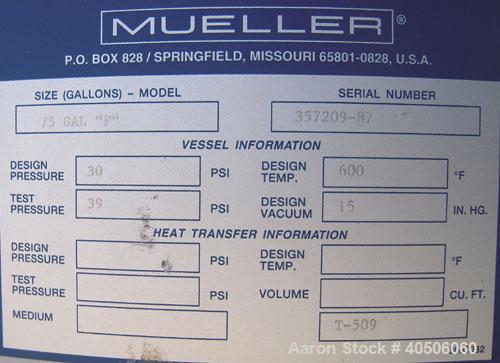 MUELLER®
P.O. BOX 828 / SPRINGFIELD, MISSOURI 65801-0828, U.S.A.
SIZE (GALLONS) – MODEL SERIAL NUMBER
75 GAL "F" 357209-87
VESSEL INFORMATION
DESIGN PRESSURE 30 PSI DESIGN TEMP. 600 °F
TEST PRESSURE 39 PSI DESIGN VACUUM 15 IN. HG.
HEAT TRANSFER INFORMATION
DESIGN PRESSURE PSI DESIGN TEMP. °F
TEST PRESSURE PSI VOLUME CU. FT.
MEDIUM T-509
Aaron Stock # 40506060